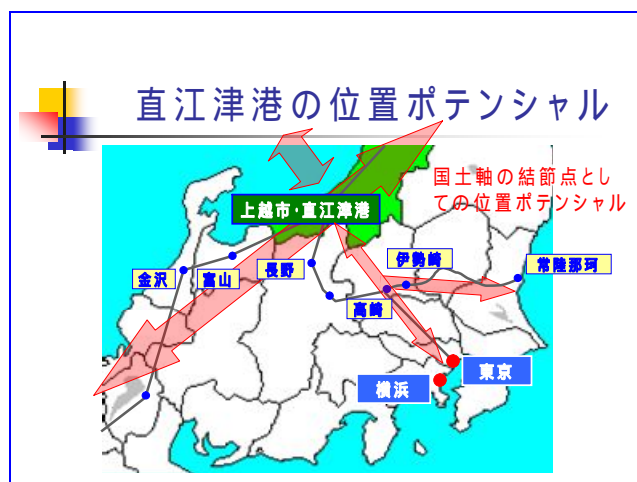 直江津港の位置ポテンシャル
国土軸の結節点とし
ての位置ポテンシャル
上越市・直江津港
伊勢崎
常陸那珂
金沢
富山
長野
高崎
東京
横浜